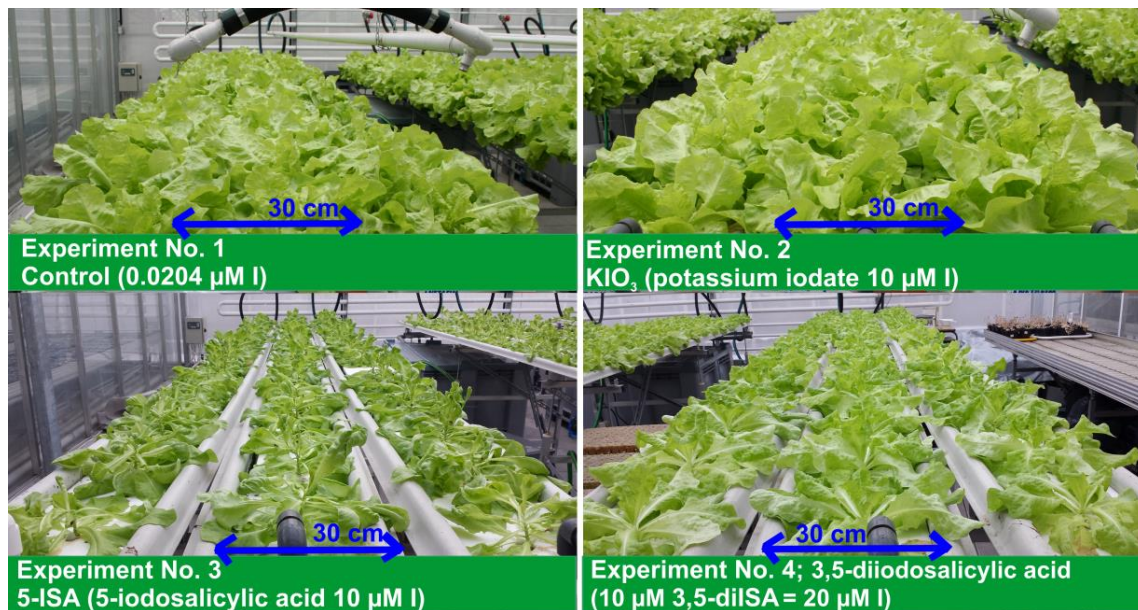 30 cm
Experiment No. 1
Control (0.0204 µM I)
30 cm
Experiment No. 2
KIO₃ (potassium iodate 10 µM I)
30 cm
Experiment No. 3
5-ISA (5-iodosalicylic acid 10 µM I)
30 cm
Experiment No. 4; 3,5-diiodosalicylic acid
(10 µM 3,5-diISA = 20 µM I)